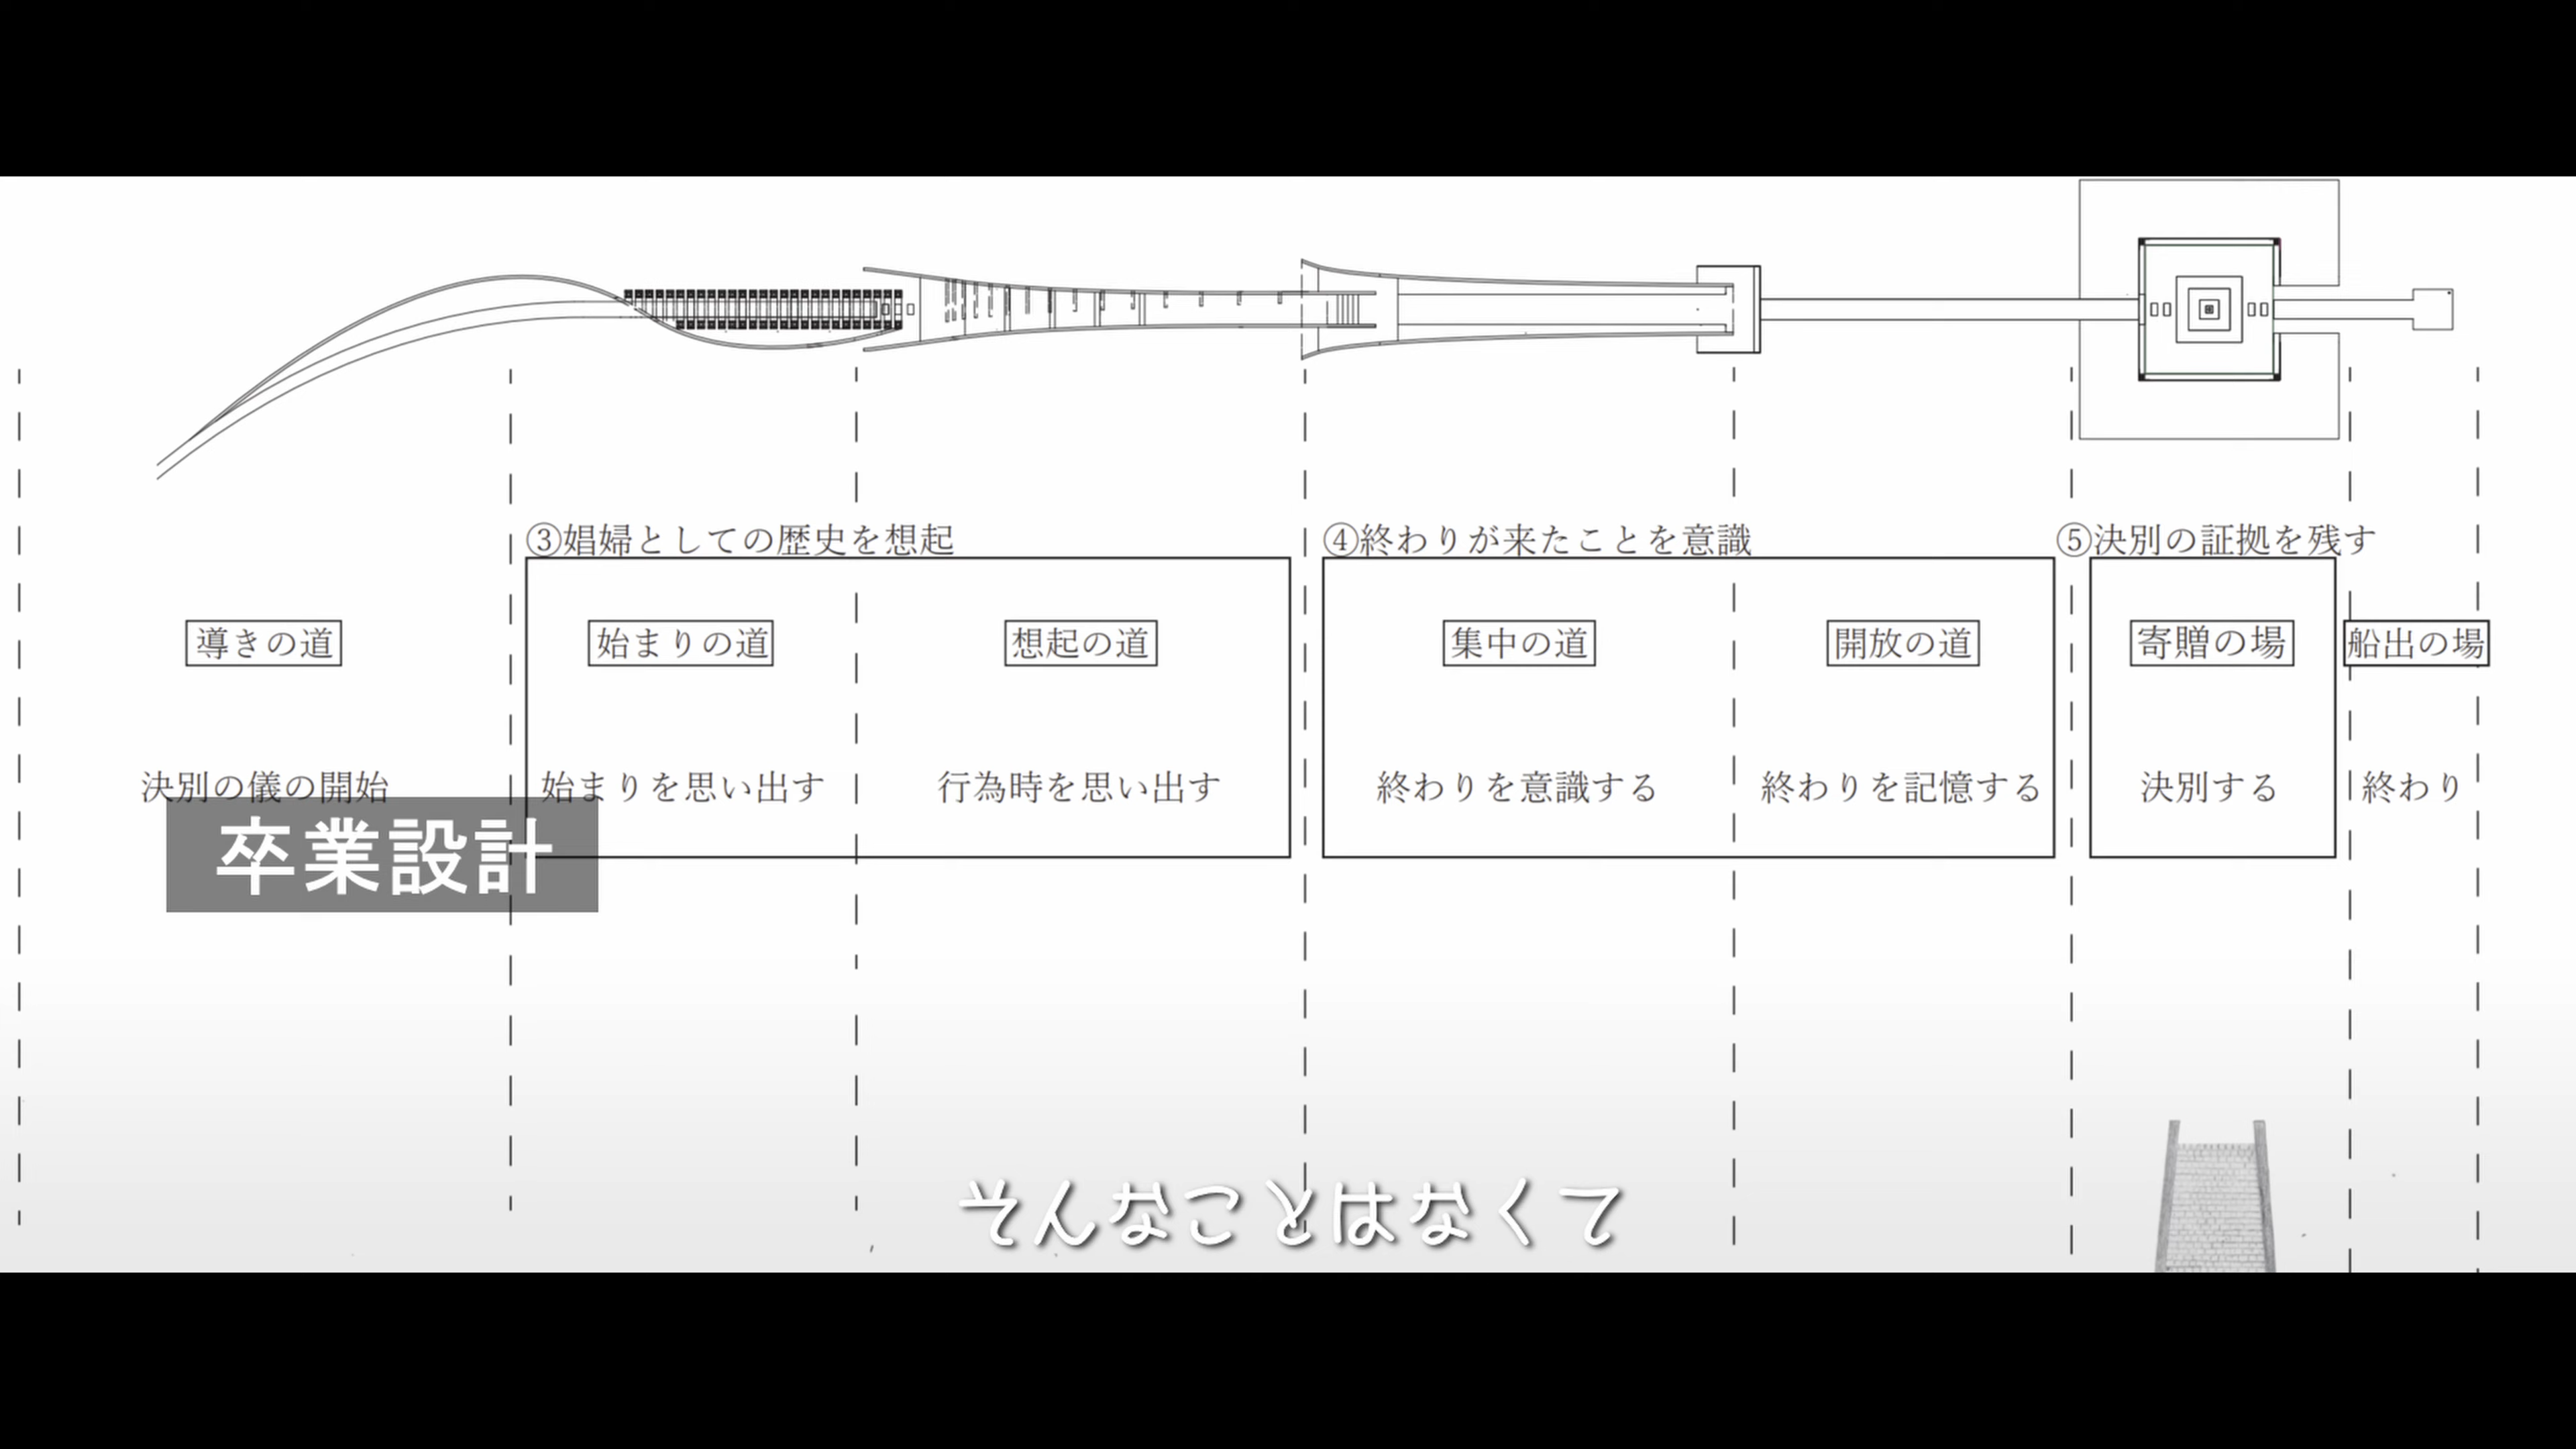 ③娼婦としての歴史を想起
④終わりが来たことを意識
⑤決別の証拠を残す
導きの道
始まりの道
想起の道
集中の道
開放の道
寄贈の場
船出の場
決別の儀の開始
始まりを思い出す
行為時を思い出す
終わりを意識する
終わりを記憶する
決別する
終わり
卒業設計
そんなことはなくて